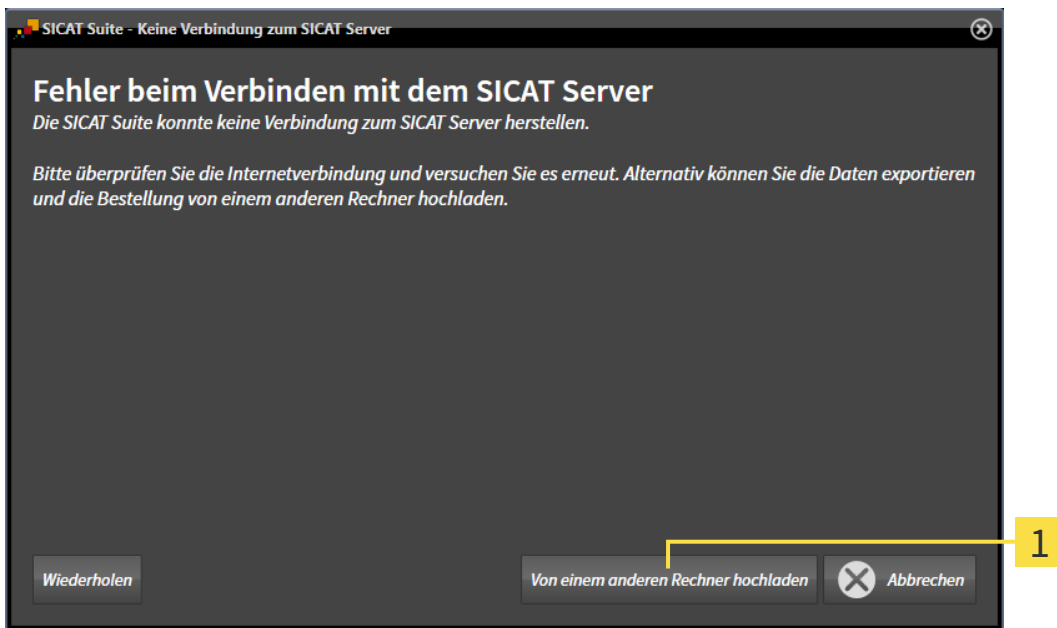 SICAT Suite - Keine Verbindung zum SICAT Server
Fehler beim Verbinden mit dem SICAT Server
Die SICAT Suite konnte keine Verbindung zum SICAT Server herstellen.
Bitte überprüfen Sie die Internetverbindung und versuchen Sie es erneut. Alternativ können Sie die Daten exportieren
und die Bestellung von einem anderen Rechner hochladen.
1
Wiederholen
Von einem anderen Rechner hochladen
Abbrechen